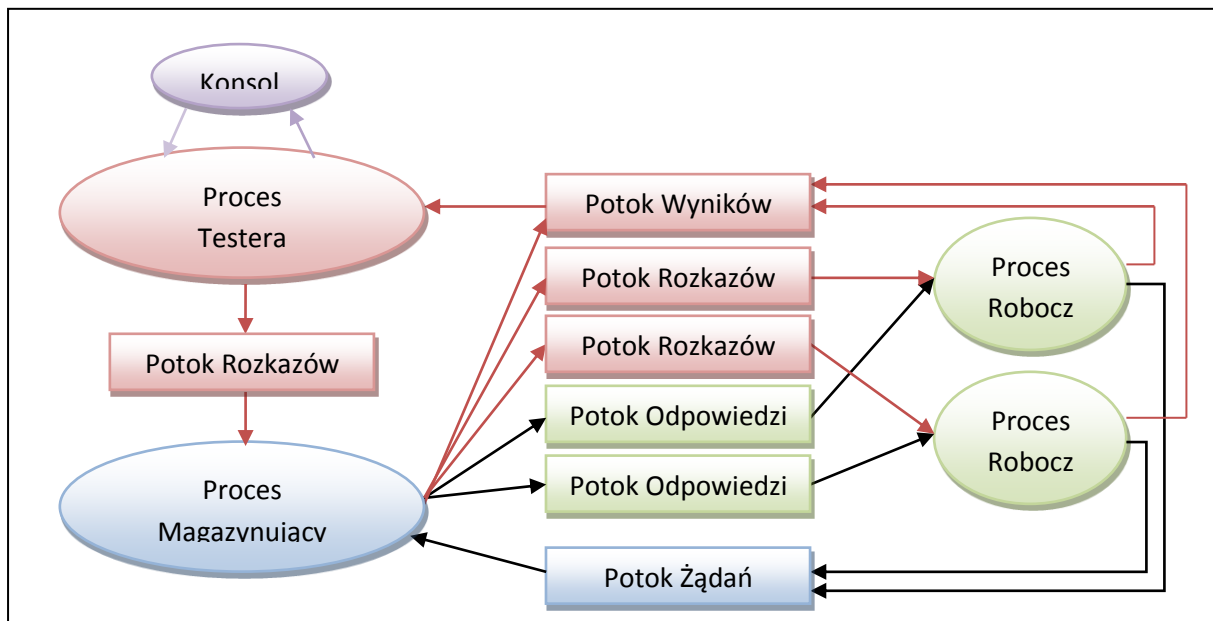 Konsol
Proces
Testera
Potok Rozkazów
Proces
Magazynujący
Potok Wyników
Potok Rozkazów
Potok Rozkazów
Potok Odpowiedzi
Potok Odpowiedzi
Potok Żądań
Proces
Robocz
Proces
Robocz